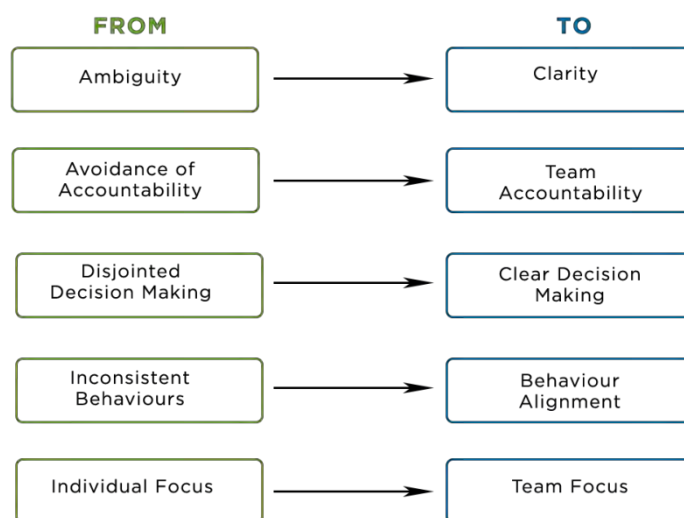 FROM TO
Ambiguity
Clarity
Avoidance of
Accountability
Team
Accountability
Disjointed
Decision Making
Clear Decision
Making
Inconsistent
Behaviours
Behaviour
Alignment
Individual Focus
Team Focus